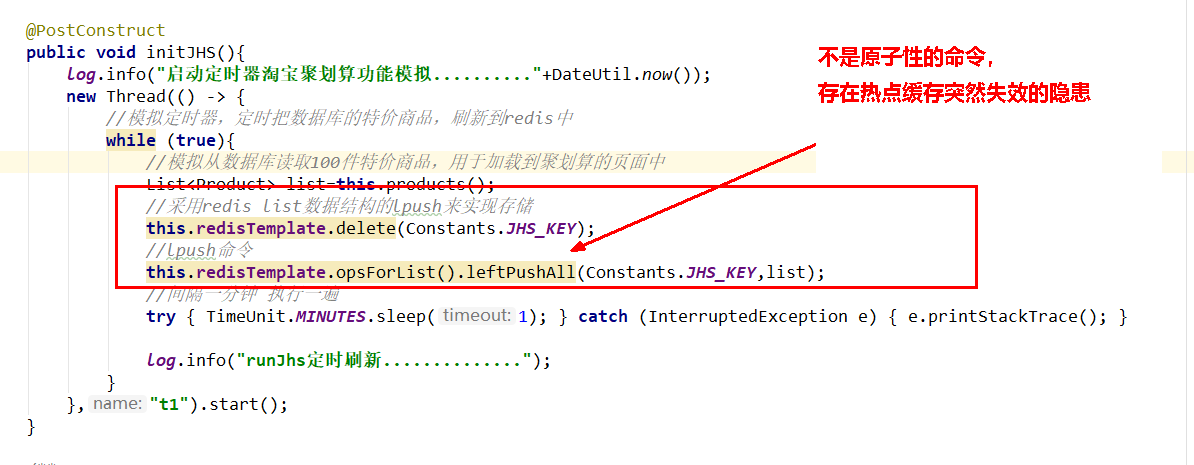 @PostConstruct
public void initJHS(){
不是原子性的命令，
log.info("启动定时器淘宝聚划算功能模拟.........."+DateUtil.now());
存在热点缓存突然失效的隐患
new Thread(() -> {
//模拟定时器，定时把数据库的特价商品，刷新到redis中
while (true){
//模拟从数据库读取100件特价商品，用于加载到聚划算的页面中
List<Product> list=this.products();
//采用redis list数据结构的lpush来实现存储
this.redisTemplate.delete(Constants.JHS_KEY);
//lpush命令
this.redisTemplate.opsForList().leftPushAll(Constants.JHS_KEY,list);
//间隔一分钟 执行一遍
try { TimeUnit.MINUTES.sleep( timeout: 1); } catch (InterruptedException e) { e.printStackTrace(); }
log.info("runJhs定时刷新..............");
}
}, name: "t1").start();
}